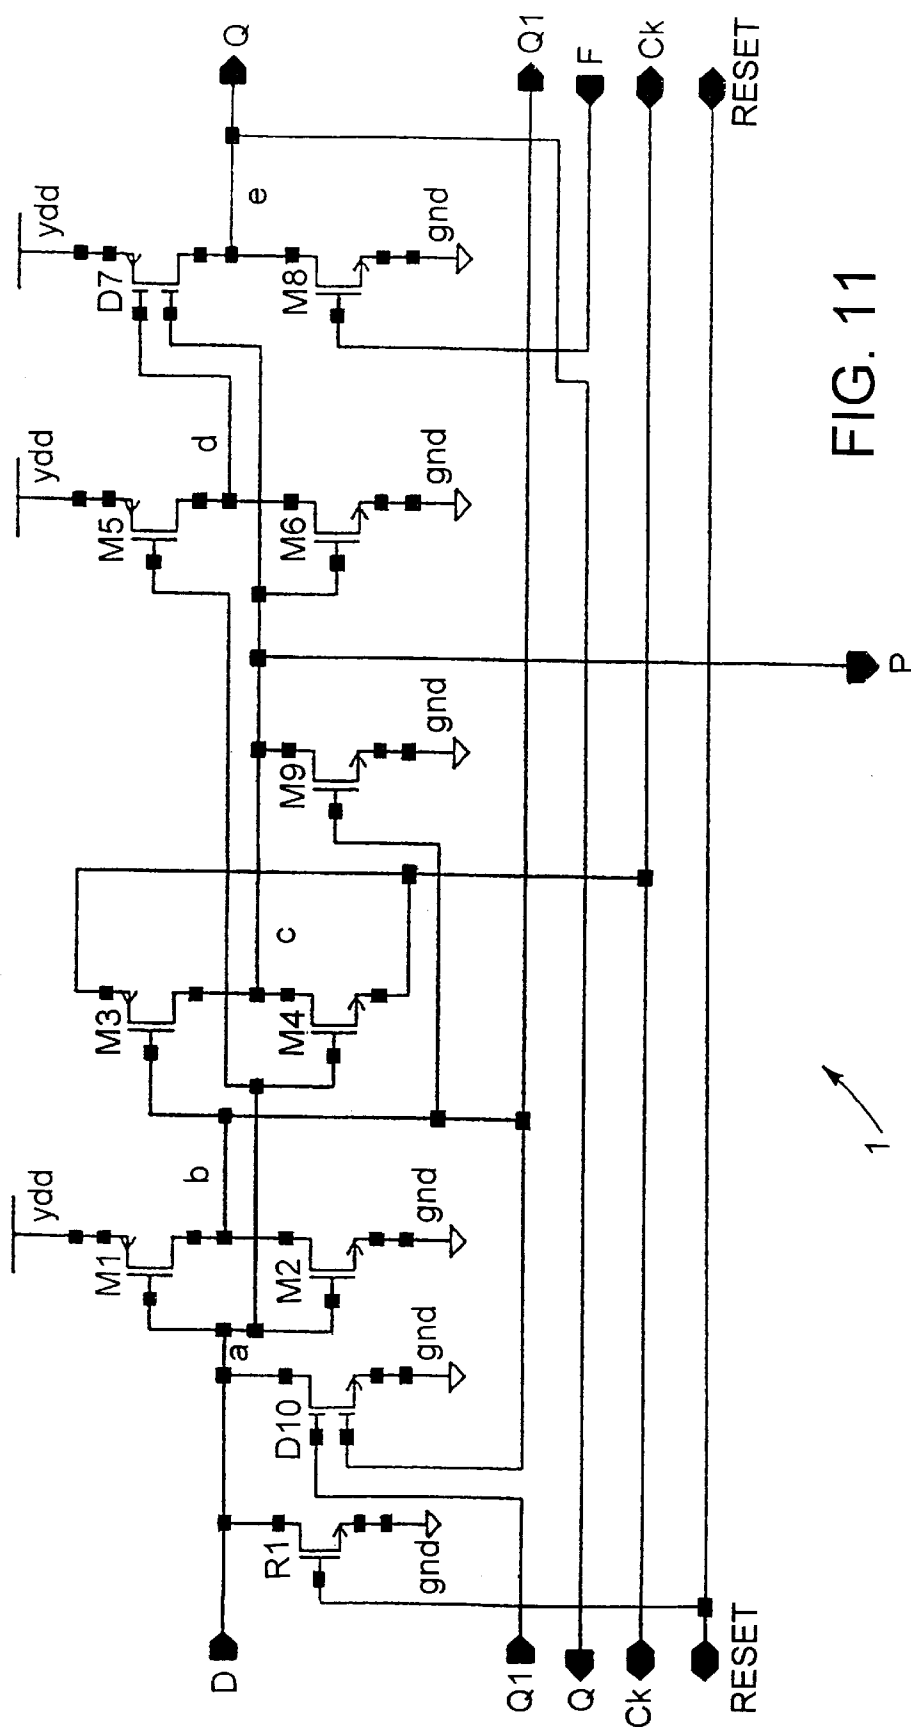 ydd
ydd
ydd
M1
M3
M5
D7
b
d
e
D
a
c
Q
R1
D10
M2
M4
M9
M6
M8
gnd
gnd
gnd
gnd
gnd
gnd
Q1
Q1
Q
F
Ck
Ck
RESET
RESET
P
1
FIG. 11